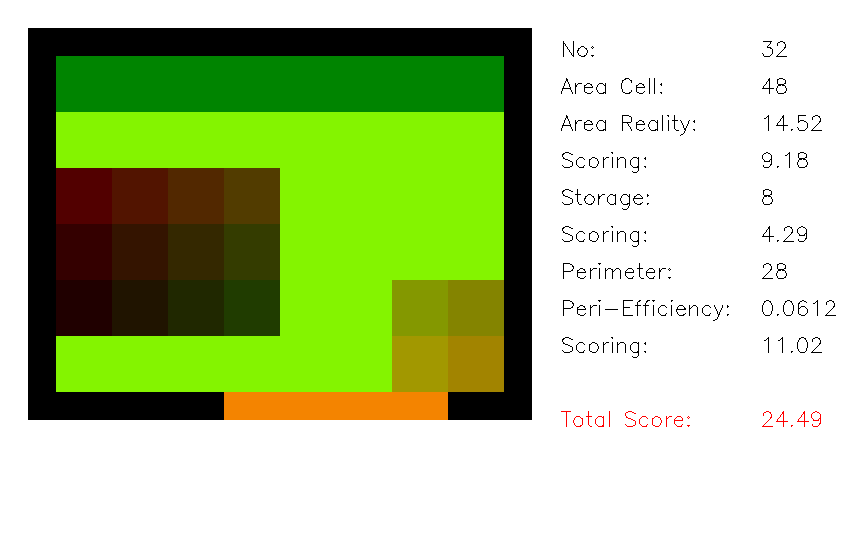 No: 32
Area Cell: 48
Area Reality: 14.52
Scoring: 9.18
Storage: 8
Scoring: 4.29
Perimeter: 28
Peri-Efficiency: 0.0612
Scoring: 11.02
Total Score: 24.49